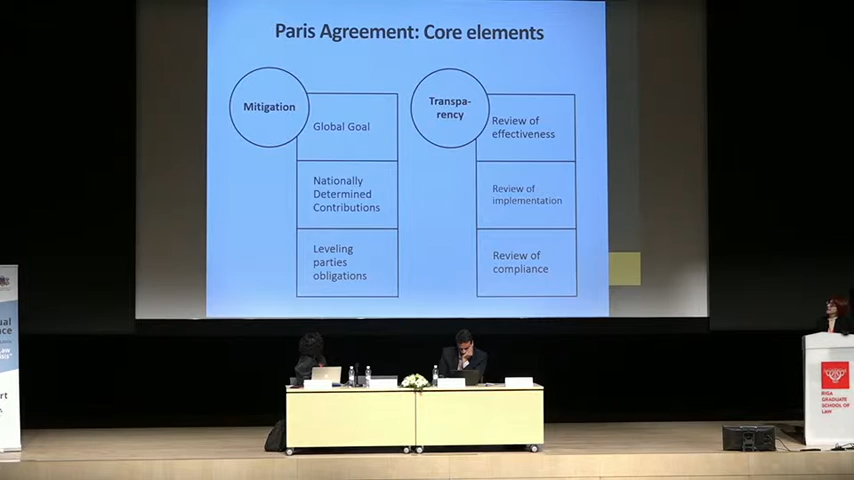 Paris Agreement: Core elements
Mitigation
Global Goal
Nationally
Determined
Contributions
Leveling
parties
obligations
Transpa-
rency
Review of
effectiveness
Review of
implementation
Review of
compliance
RIGA
GRADUATE
SCHOOL OF
LAW